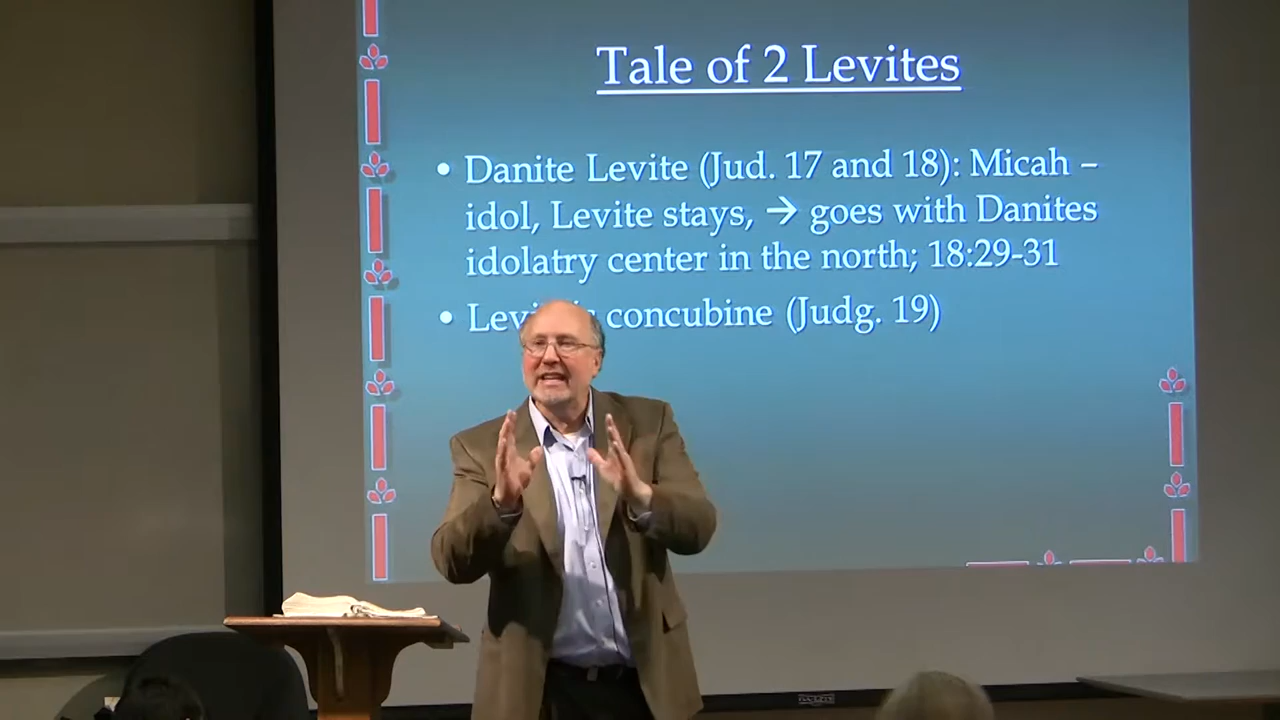 Tale of 2 Levites
• Danite Levite (Jud. 17 and 18): Micah –
idol, Levite stays, → goes with Danites
idolatry center in the north; 18:29-31
• concubine (Judg. 19)